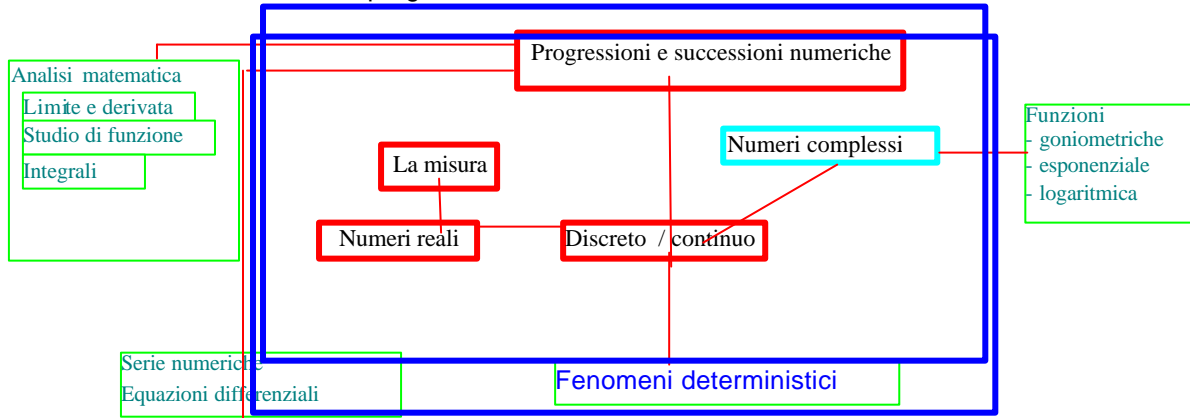 Progressioni e successioni numeriche
Analisi matematica
Limite e derivata
Studio di funzione
Integrali
La misura
Numeri complessi
Funzioni
- goniometriche
- esponenziale
- logaritmica
Numeri reali
Discreto / continuo
Serie numeriche
Equazioni differenziali
Fenomeni deterministici